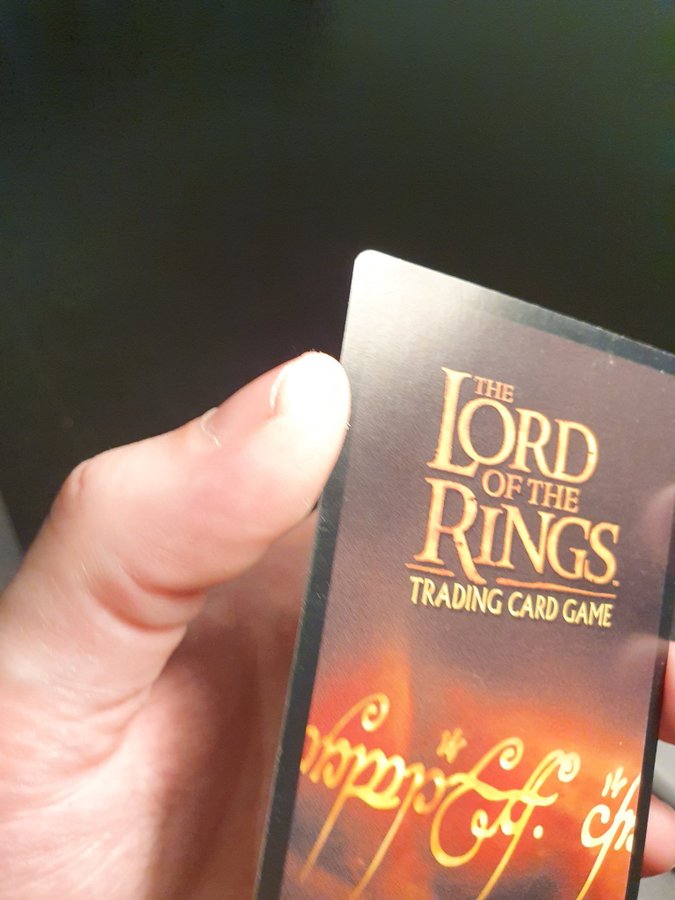 THE
LORD
OF THE
RINGS
TRADING CARD GAME